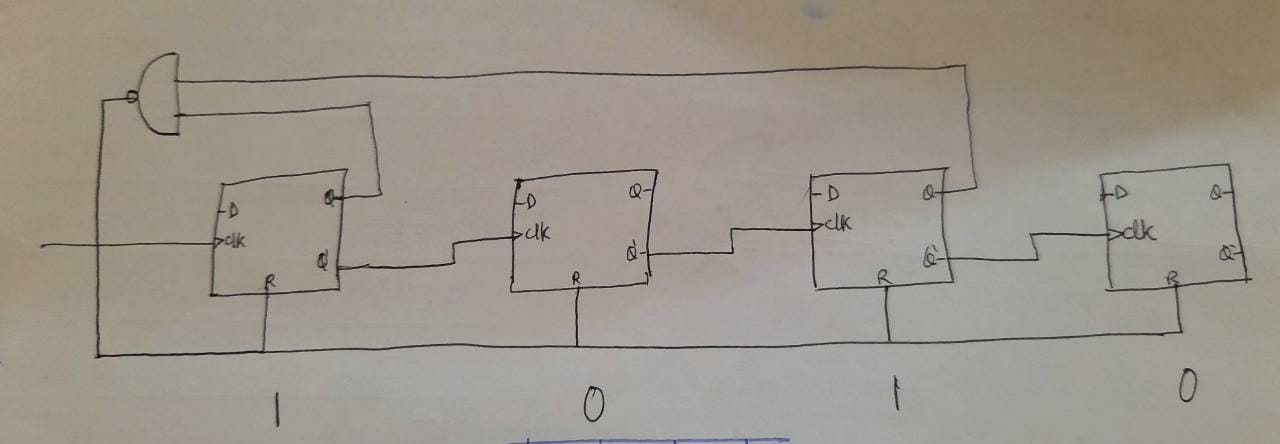 D Q D Q D Q D Q
clk clk clk clk
Q' Q' Q' Q'
R R R R
1 0 1 0